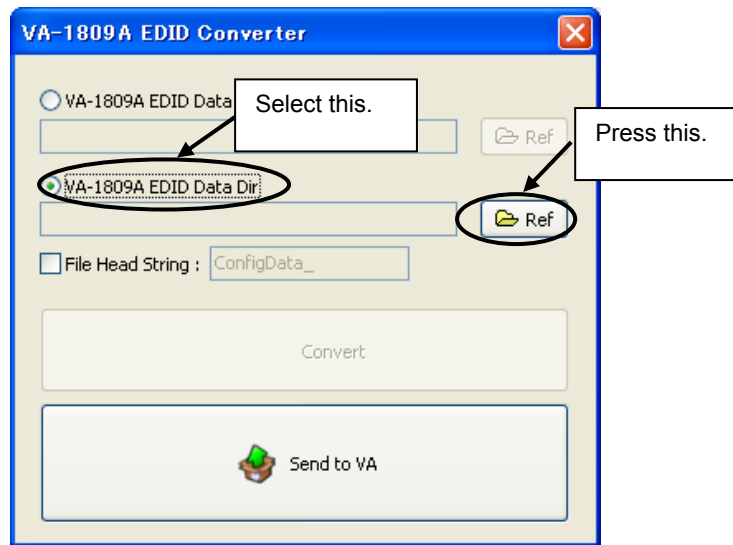 VA-1809A EDID Converter
VA-1809A EDID Data
Select this.
Ref
Press this.
VA-1809A EDID Data Dir
Ref
File Head String :
ConfigData_
Convert
Send to VA